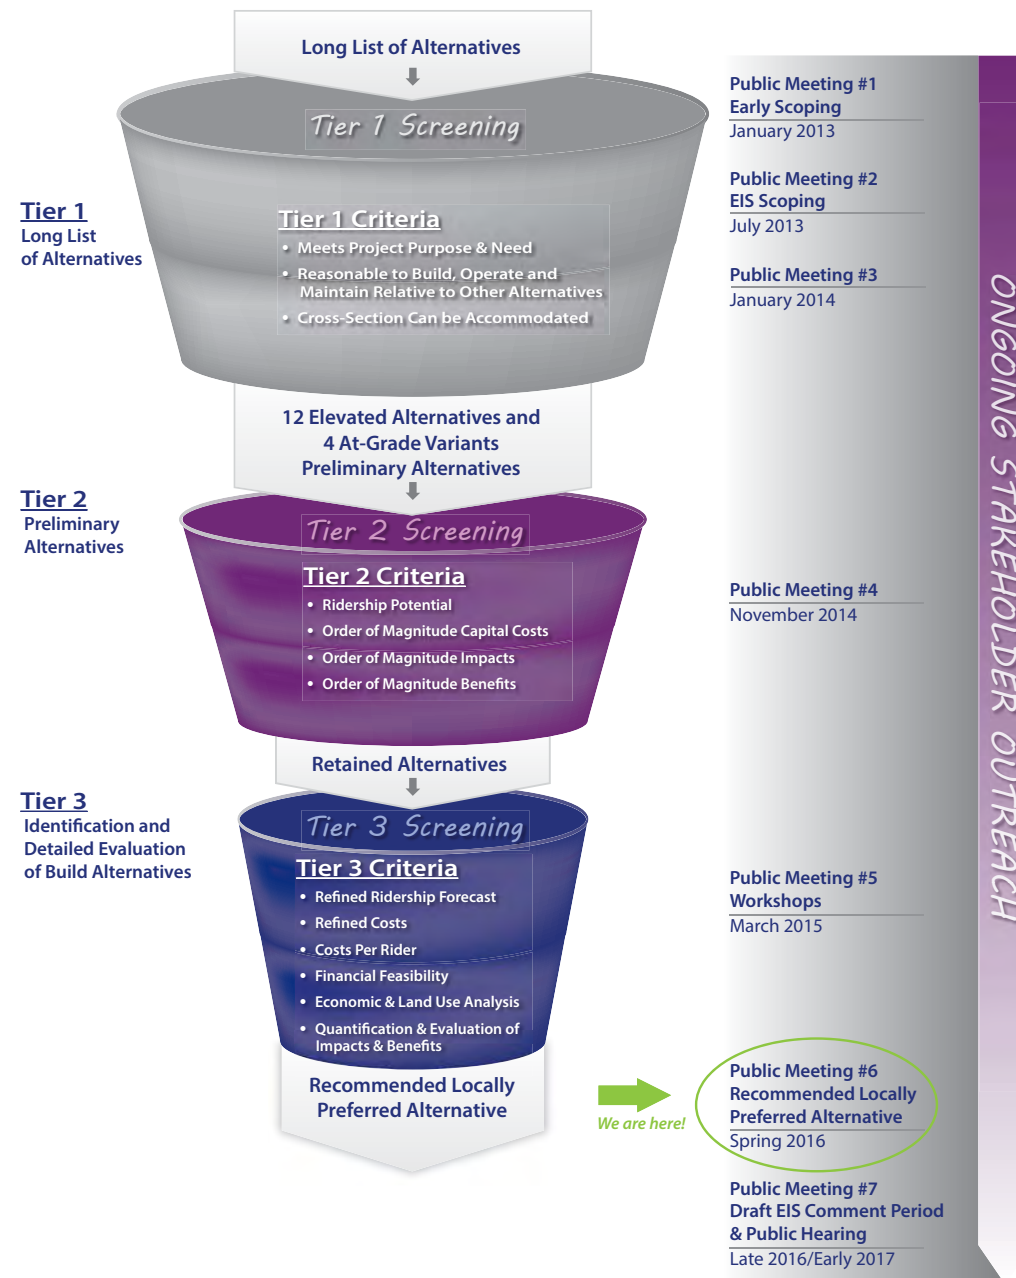 Long List of Alternatives
Tier 1 Screening
Tier 1
Long List
of Alternatives
Tier 1 Criteria
• Meets Project Purpose & Need
• Reasonable to Build, Operate and
Maintain Relative to Other Alternatives
• Cross-Section Can be Accommodated
12 Elevated Alternatives and
4 At-Grade Variants
Preliminary Alternatives
Tier 2
Preliminary
Alternatives
Tier 2 Screening
Tier 2 Criteria
• Ridership Potential
• Order of Magnitude Capital Costs
• Order of Magnitude Impacts
• Order of Magnitude Benefits
Retained Alternatives
Tier 3
Identification and
Detailed Evaluation
of Build Alternatives
Tier 3 Screening
Tier 3 Criteria
• Refined Ridership Forecast
• Refined Costs
• Costs Per Rider
• Financial Feasibility
• Economic & Land Use Analysis
• Quantification & Evaluation of
Impacts & Benefits
Recommended Locally
Preferred Alternative
We are here!
Public Meeting #1
Early Scoping
January 2013
Public Meeting #2
EIS Scoping
July 2013
Public Meeting #3
January 2014
Public Meeting #4
November 2014
Public Meeting #5
Workshops
March 2015
Public Meeting #6
Recommended Locally
Preferred Alternative
Spring 2016
Public Meeting #7
Draft EIS Comment Period
& Public Hearing
Late 2016/Early 2017
ONGOING STAKEHOLDER OUTREACH